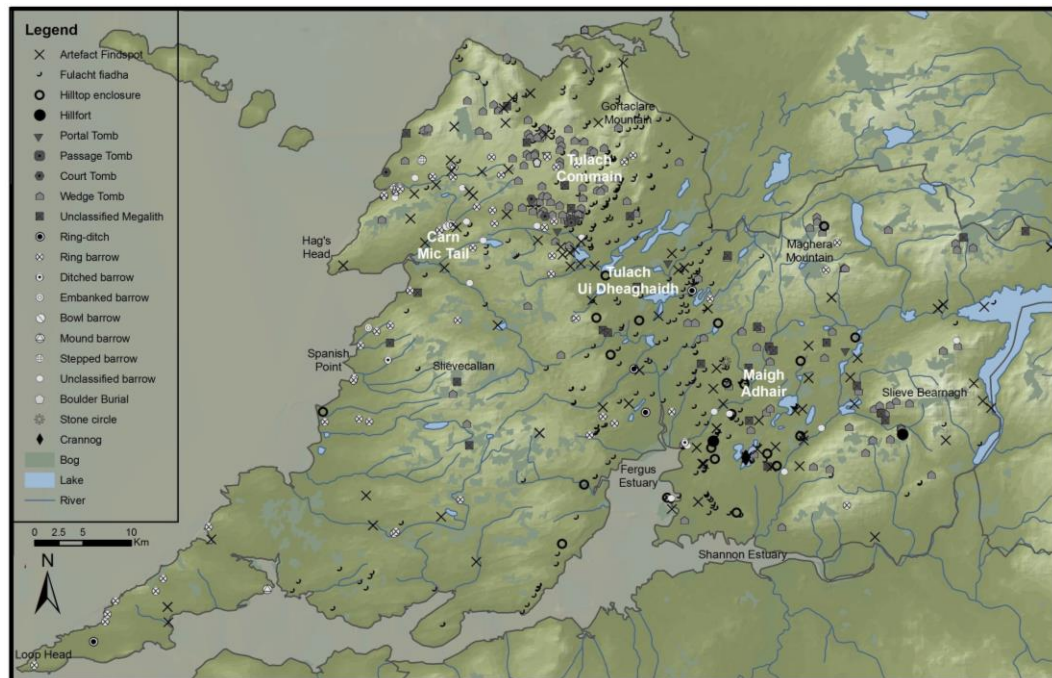 Legend
Artefact Findspot
Fulacht fiadha
Hilltop enclosure
Hillfort
Portal Tomb
Passage Tomb
Court Tomb
Wedge Tomb
Unclassified Megalith
Ring-ditch
Ring barrow
Ditched barrow
Embanked barrow
Bowl barrow
Mound barrow
Stepped barrow
Unclassified barrow
Boulder Burial
Stone circle
Crannog
Bog
Lake
River
0 2.5 5 10
Km
N
Gortaclare
Mountain
Tulach
Commain
Hag's
Head
Carn
Mic Tail
Maghera
Mountain
Tulach
Ui Dheaghaidh
Spanish
Point
Slievecallan
Maigh
Adhair
Slieve Bearnagh
Fergus
Estuary
Shannon Estuary
Loop Head